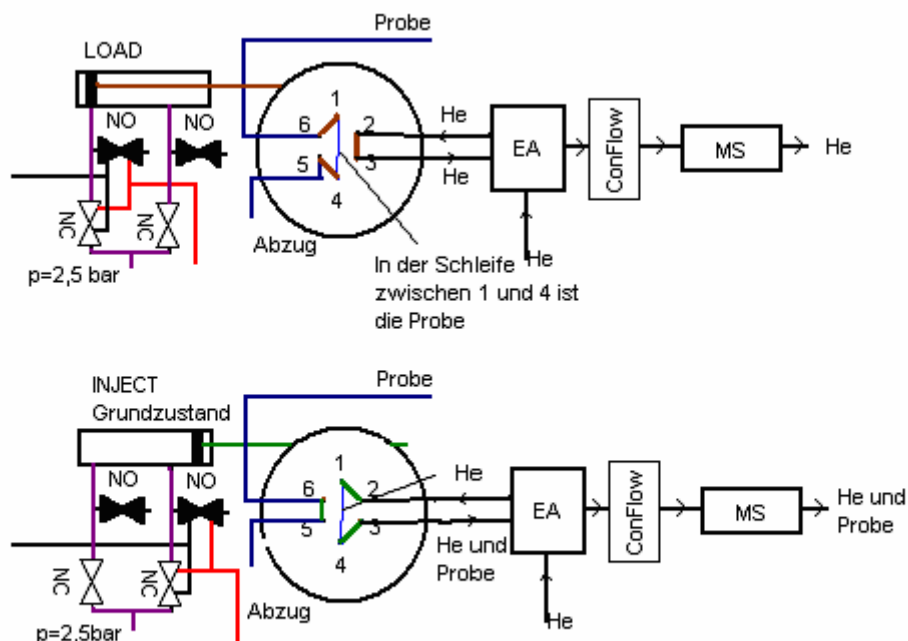 Probe
LOAD
NO
NO
1
6
2
5
3
4
He
He
EA
ConFlow
MS
He
NC
NC
Abzug
He
p=2,5 bar
In der Schleife
zwischen 1 und 4 ist
die Probe
Probe
INJECT
Grundzustand
NO
NO
1
6
2
5
3
4
He
He und
Probe
EA
ConFlow
MS
He und
Probe
NC
NC
Abzug
He
p=2,5bar